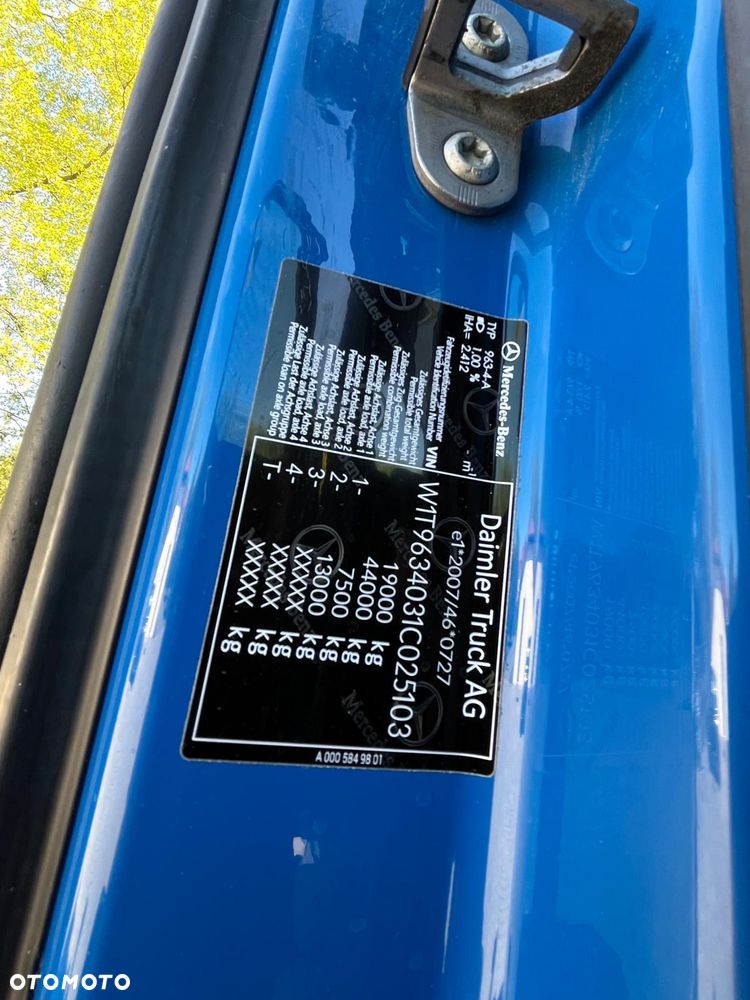 Mercedes-Benz
Daimler Truck AG
TYP 963-4-A
e1*2007/46*0727
1,00 %
IHA= 2.412 m⁻¹
Fahrzeugidentifizierungsnummer
Vehicle Identification Number VIN W1T9634031C025103
Zulässiges Gesamtgewicht
Permissible total weight 19000 kg
Zulässiges Zug-Gesamtgewicht
Permissible combination weight 44000 kg
Zulässige Achslast, Achse 1
Permissible axle load, axle 1 1- 7500 kg
Zulässige Achslast, Achse 2
Permissible axle load, axle 2 2- 13000 kg
Zulässige Achslast, Achse 3
Permissible axle load, axle 3 3- XXXXX kg
Zulässige Achslast, Achse 4
Permissible axle load, axle 4 4- XXXXX kg
Zulässige Last der Achsgruppe
Permissible load on axle group T- XXXXX kg
A 000 584 98 01
OTOMOTO